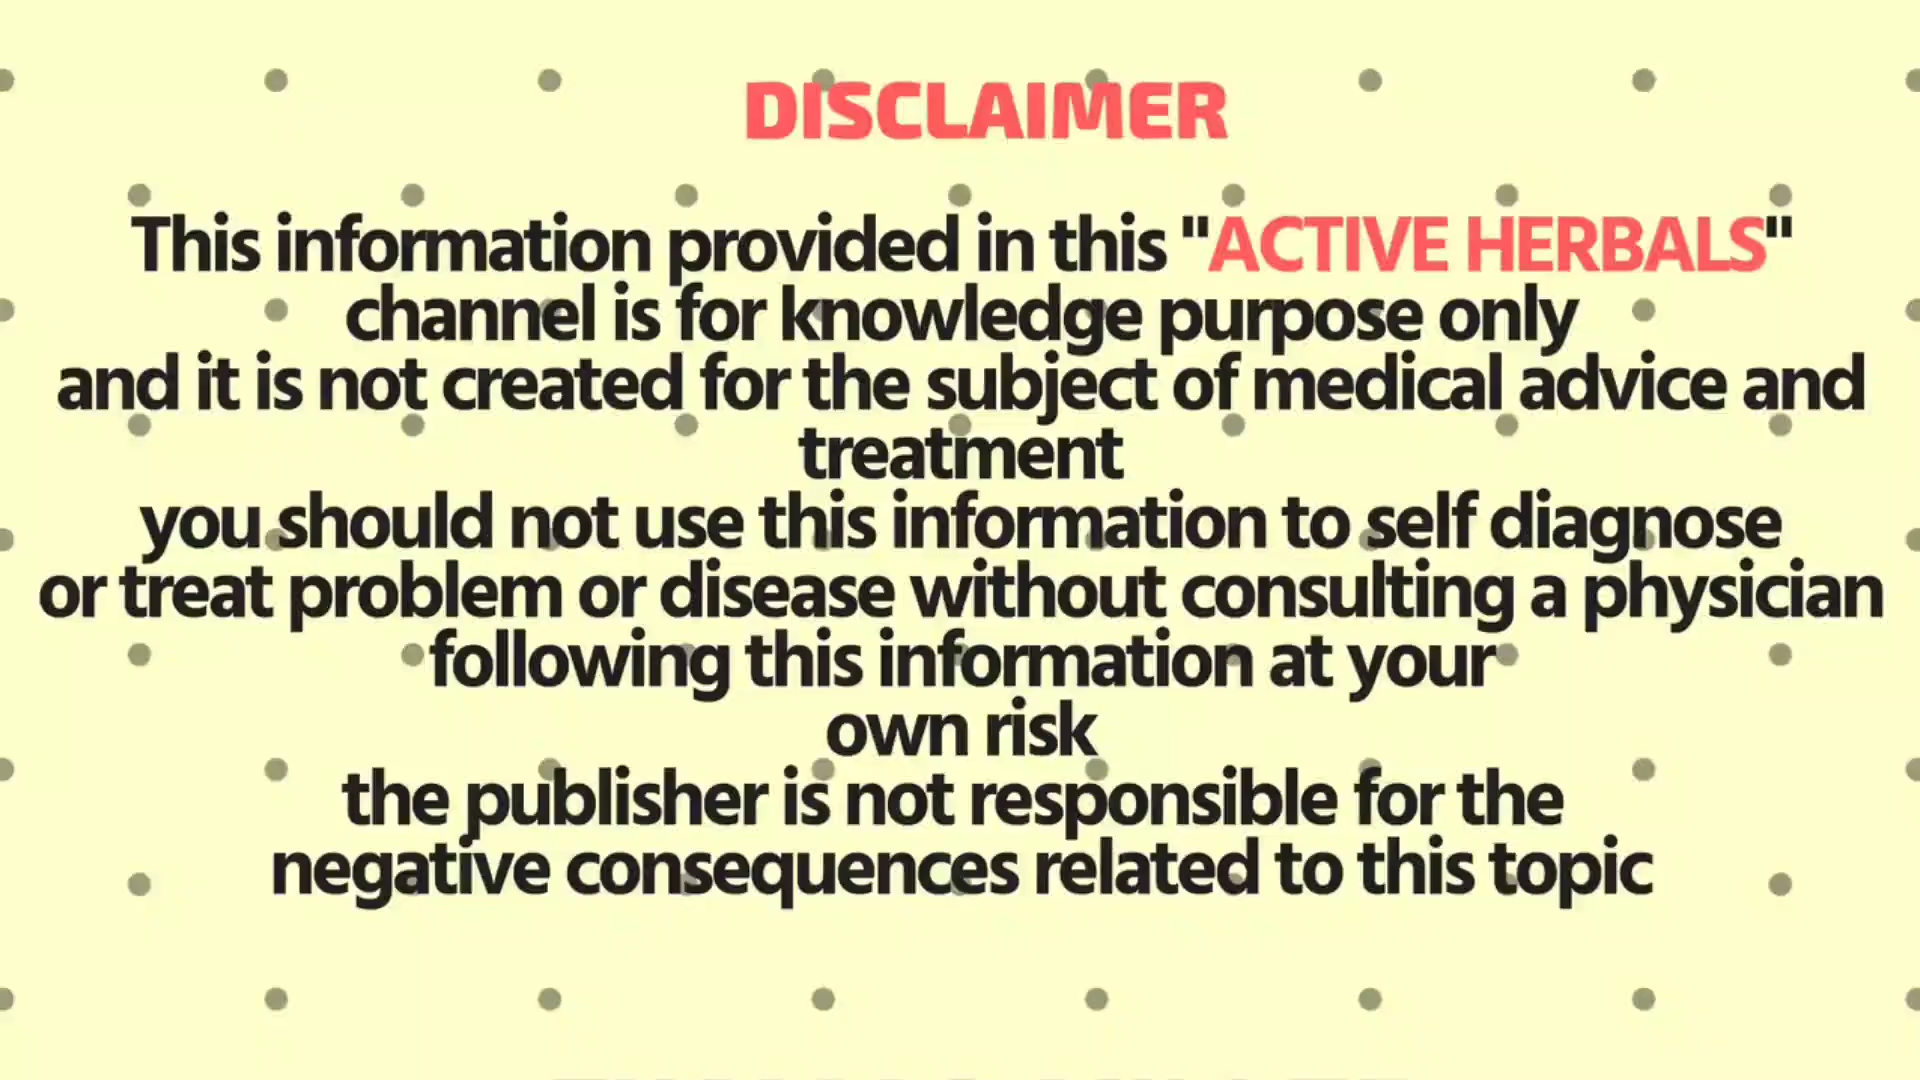 DISCLAIMER
This information provided in this "ACTIVE HERBALS"
channel is for knowledge purpose only
and it is not created for the subject of medical advice and
treatment
you should not use this information to self diagnose
or treat problem or disease without consulting a physician
following this information at your
own risk
the publisher is not responsible for the
negative consequences related to this topic